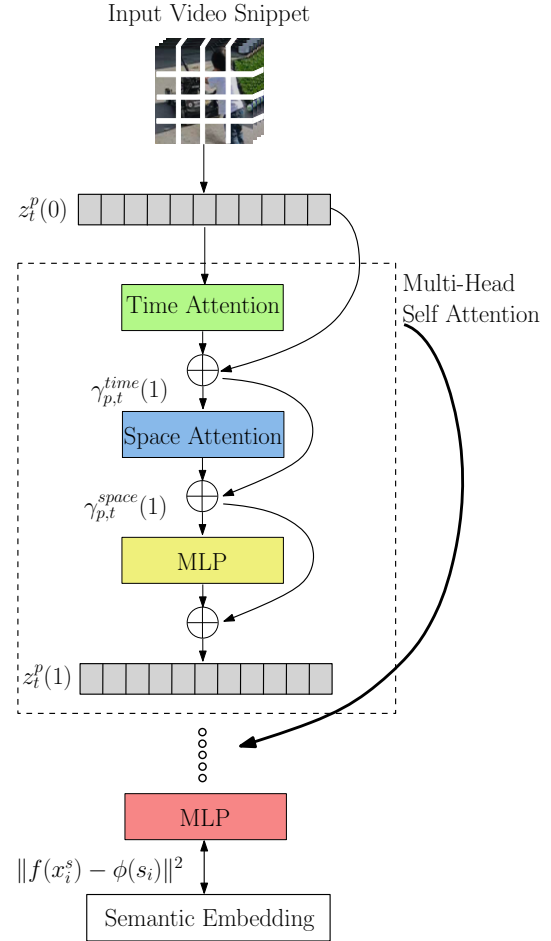 Input Video Snippet
z_t^p(0)
Multi-Head
Self Attention
Time Attention
γ_{p,t}^{time}(1)
Space Attention
γ_{p,t}^{space}(1)
MLP
z_t^p(1)
MLP
‖f(x_i^s) − φ(s_i)‖^2
Semantic Embedding